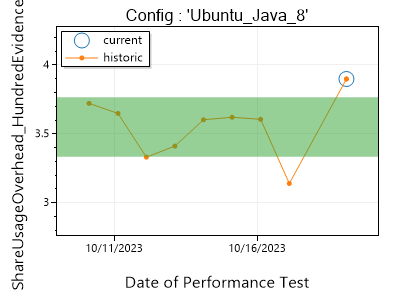 Config : 'Ubuntu_Java_8'
current
historic
ShareUsageOverhead_HundredEvidence
4
3.5
3
10/11/2023
10/16/2023
Date of Performance Test